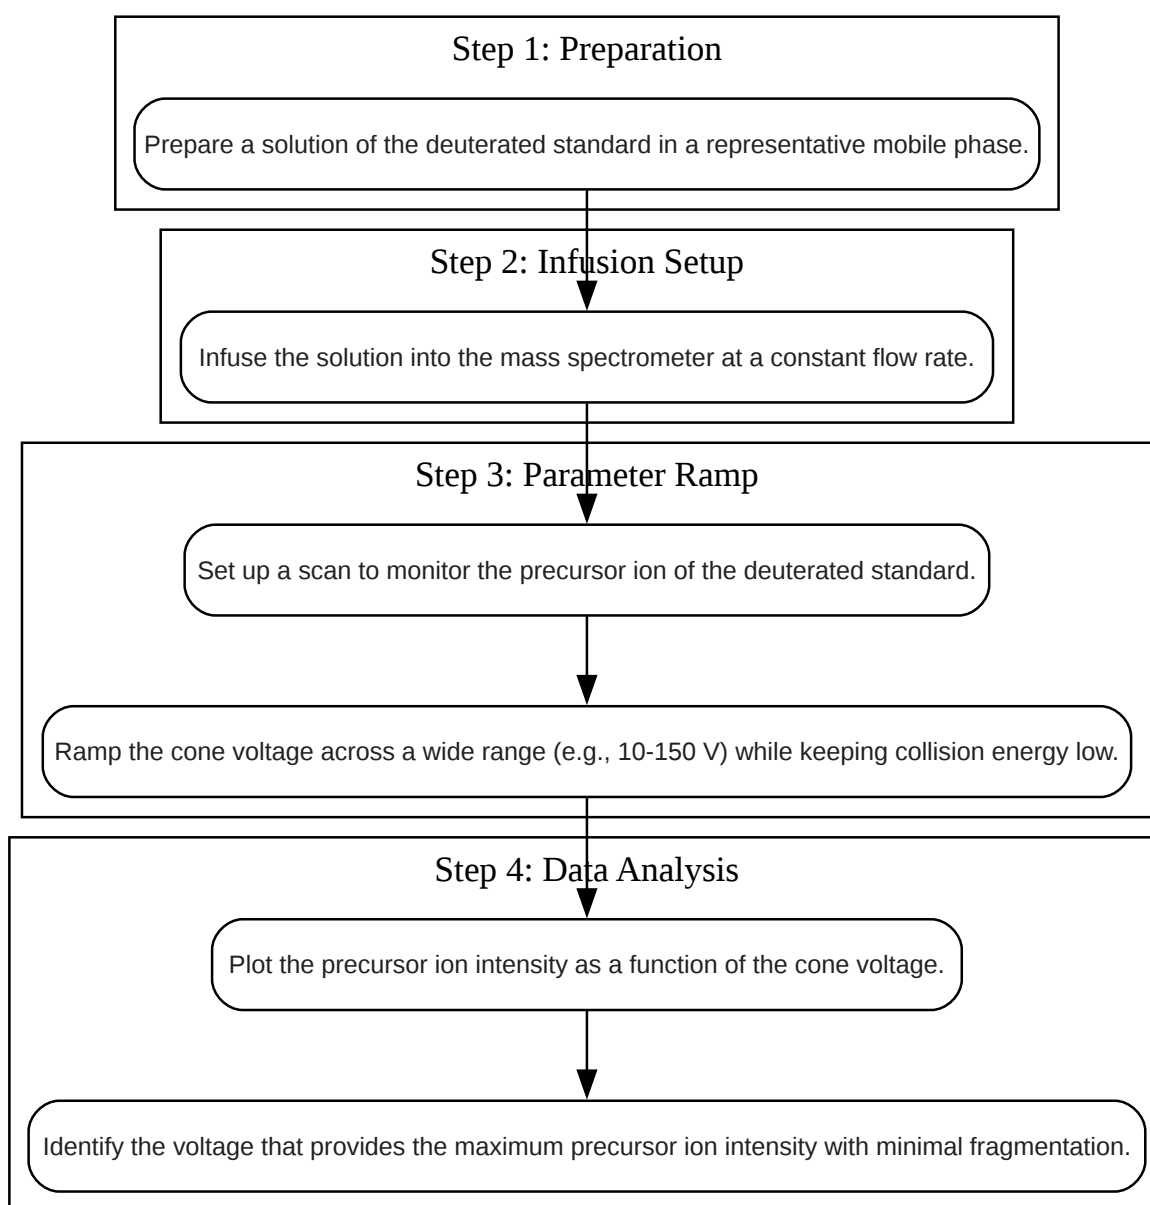 Step 1: Preparation
Prepare a solution of the deuterated standard in a representative mobile phase.
Step 2: Infusion Setup
Infuse the solution into the mass spectrometer at a constant flow rate.
Step 3: Parameter Ramp
Set up a scan to monitor the precursor ion of the deuterated standard.
Ramp the cone voltage across a wide range (e.g., 10-150 V) while keeping collision energy low.
Step 4: Data Analysis
Plot the precursor ion intensity as a function of the cone voltage.
Identify the voltage that provides the maximum precursor ion intensity with minimal fragmentation.